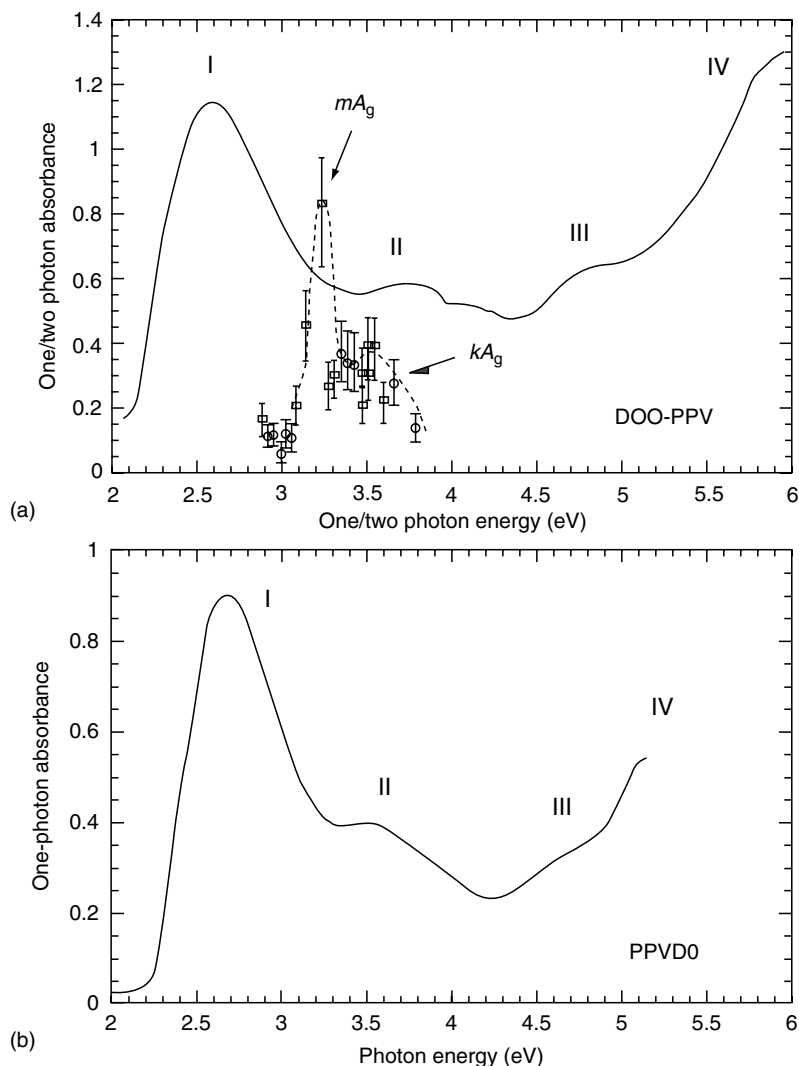 1.4
I
IV
1.2
mAg
1
0.8
II
III
0.6
0.4
kAg
0.2
DOO-PPV
0
2 2.5 3 3.5 4 4.5 5 5.5 6
(a)
One/two photon energy (eV)
One/two photon absorbance
1
I
0.8
IV
0.6
II
0.4
III
0.2
PPVD0
0
2 2.5 3 3.5 4 4.5 5 5.5 6
(b)
Photon energy (eV)
One-photon absorbance